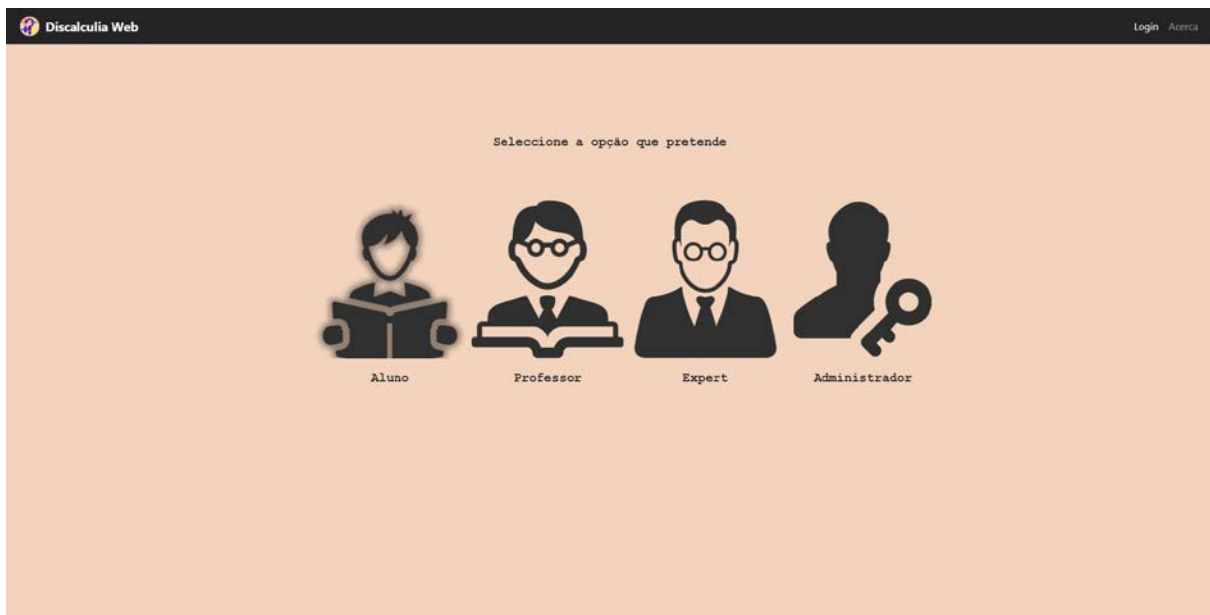 Discalculia Web
Login Acerca
Seleccione a opção que pretende
Aluno Professor Expert Administrador